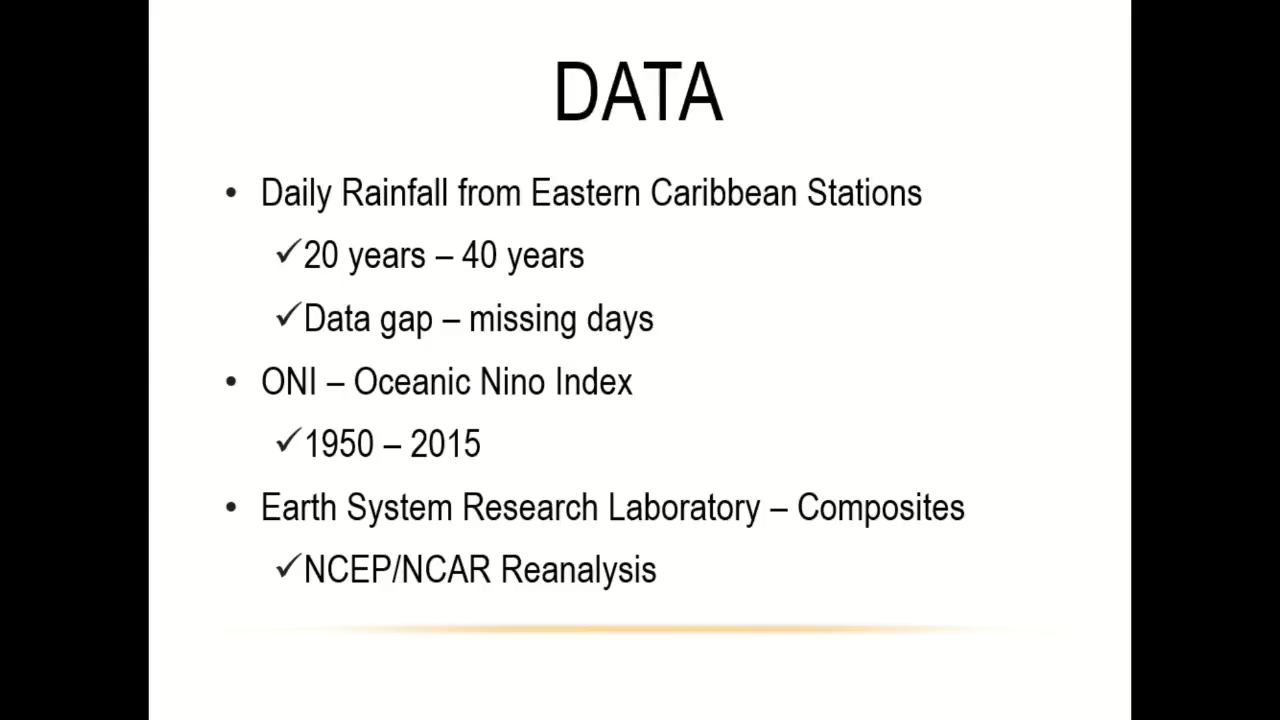 DATA
• Daily Rainfall from Eastern Caribbean Stations
✓20 years – 40 years
✓Data gap – missing days
• ONI – Oceanic Nino Index
✓1950 – 2015
• Earth System Research Laboratory – Composites
✓NCEP/NCAR Reanalysis